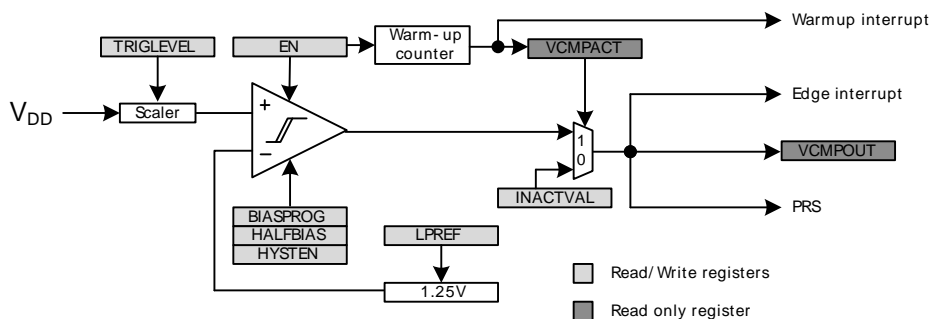 Warmup interrupt
TRIGLEVEL
EN
Warm-up
counter
VCMPACT
VDD
Scaler
+
−
Edge interrupt
1
0
VCMPOUT
INACTVAL
PRS
BIASPROG
HALFBIAS
HYSTEN
LPREF
1.25V
Read/Write registers
Read only register